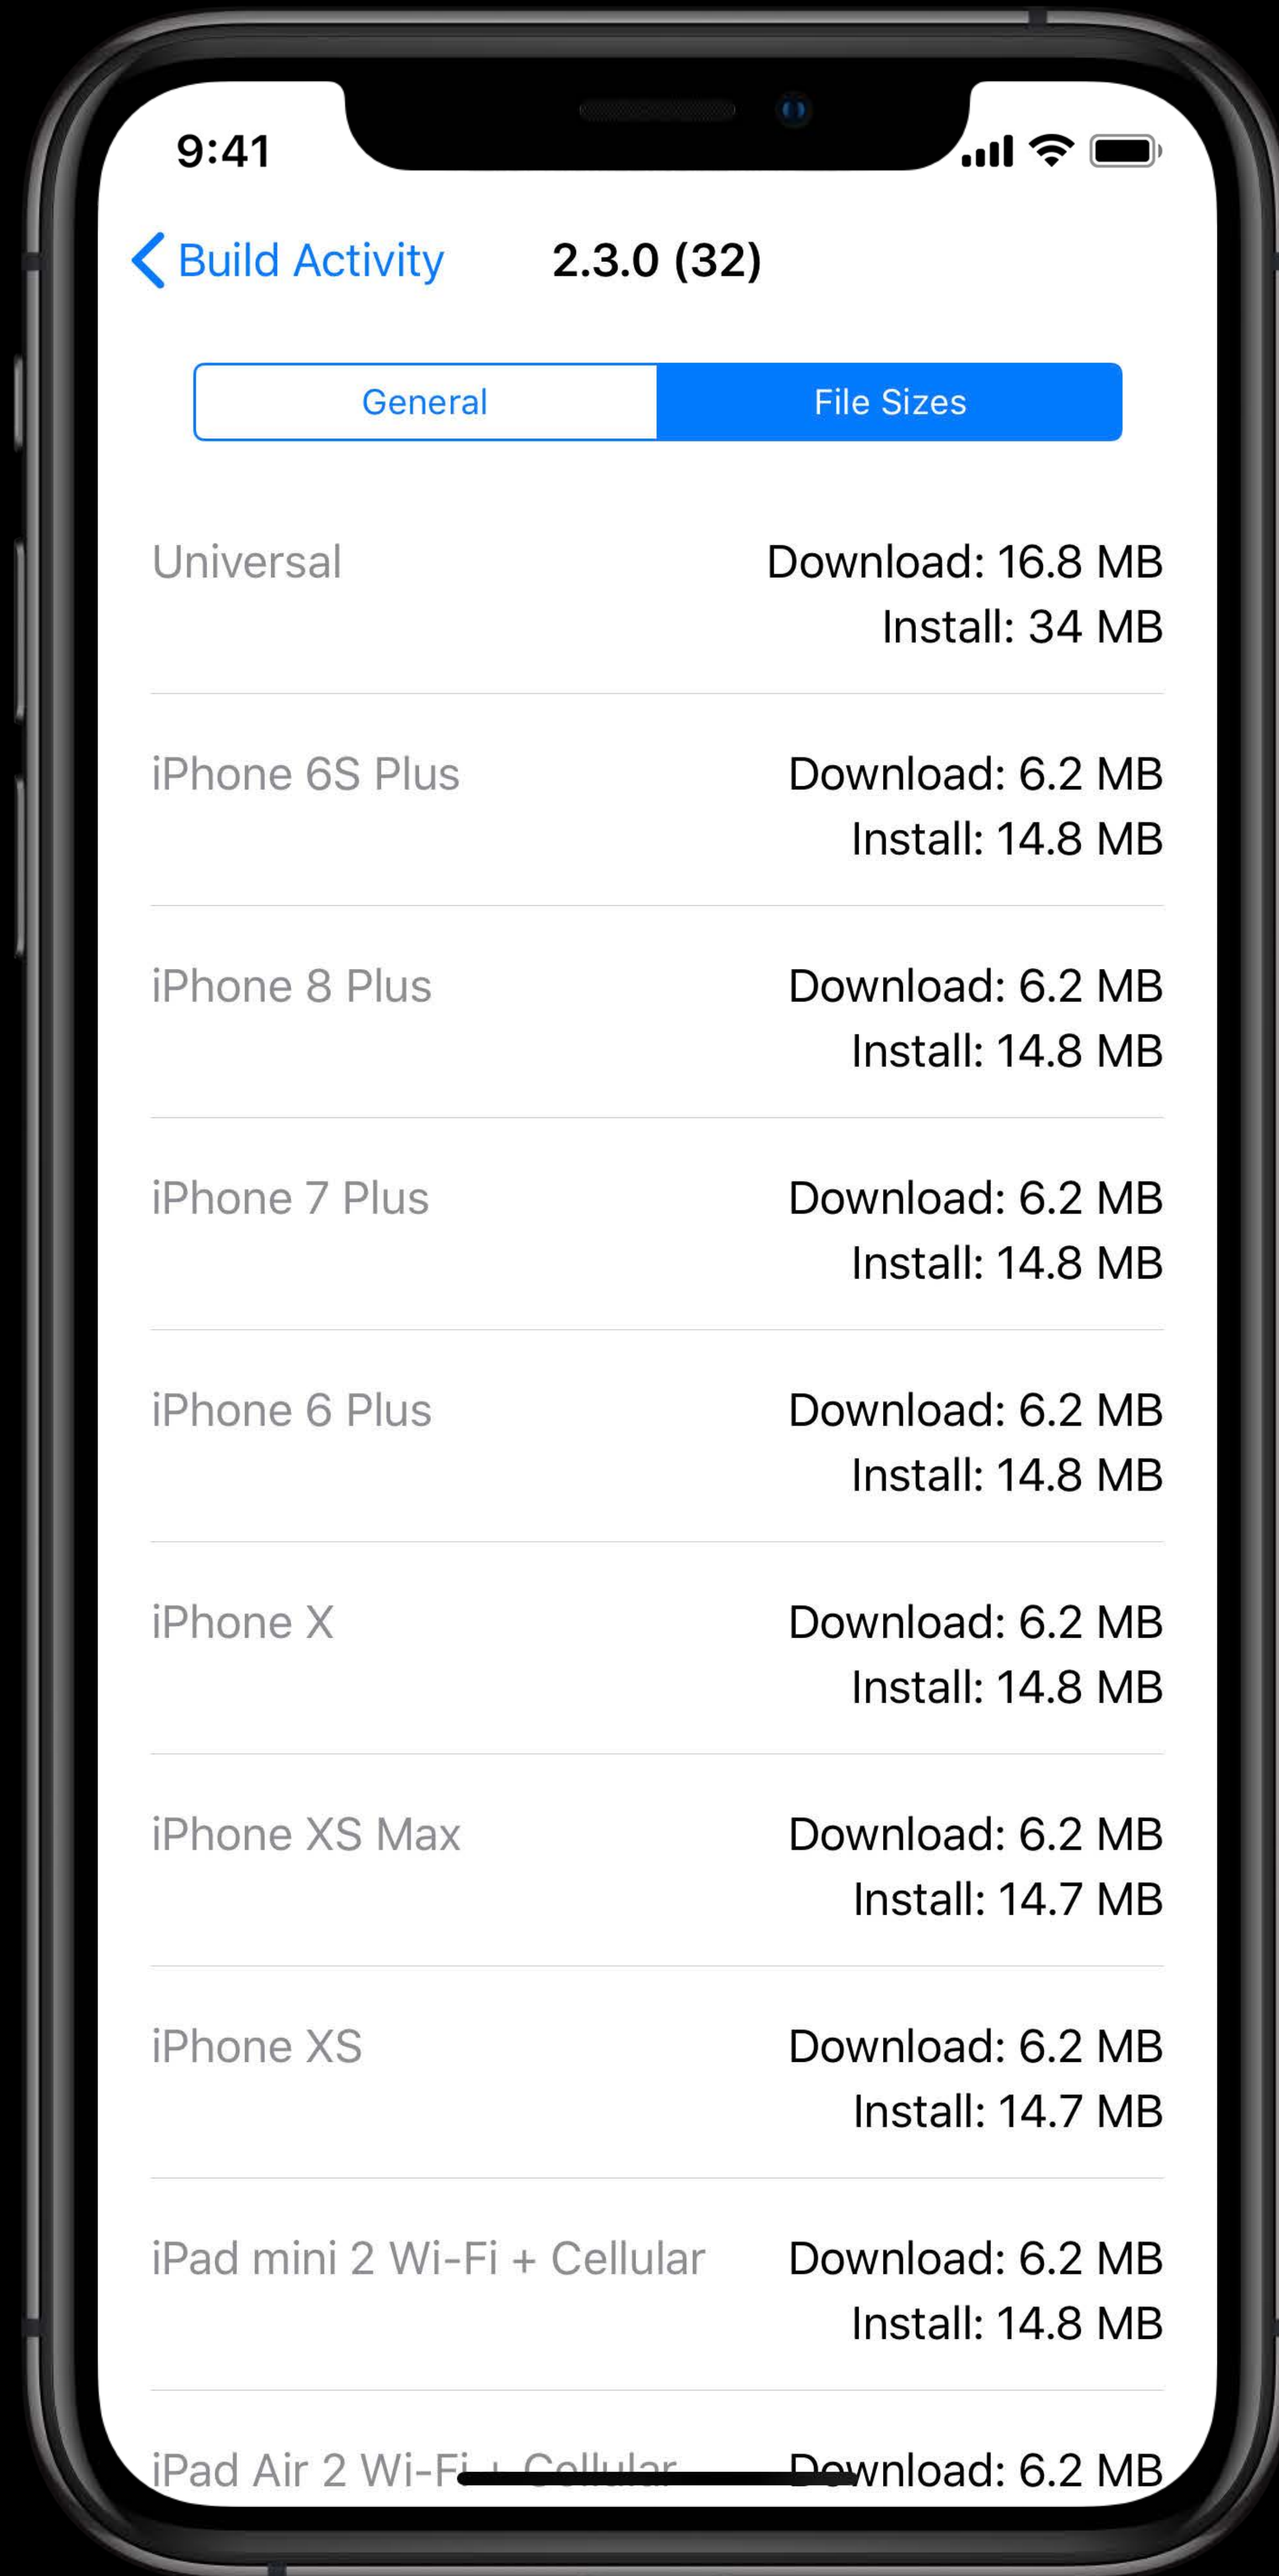 9:41
Build Activity 2.3.0 (32)
General File Sizes
Universal Download: 16.8 MB
Install: 34 MB
iPhone 6S Plus Download: 6.2 MB
Install: 14.8 MB
iPhone 8 Plus Download: 6.2 MB
Install: 14.8 MB
iPhone 7 Plus Download: 6.2 MB
Install: 14.8 MB
iPhone 6 Plus Download: 6.2 MB
Install: 14.8 MB
iPhone X Download: 6.2 MB
Install: 14.8 MB
iPhone XS Max Download: 6.2 MB
Install: 14.7 MB
iPhone XS Download: 6.2 MB
Install: 14.7 MB
iPad mini 2 Wi-Fi + Cellular Download: 6.2 MB
Install: 14.8 MB
iPad Air 2 Wi-Fi + Cellular Download: 6.2 MB